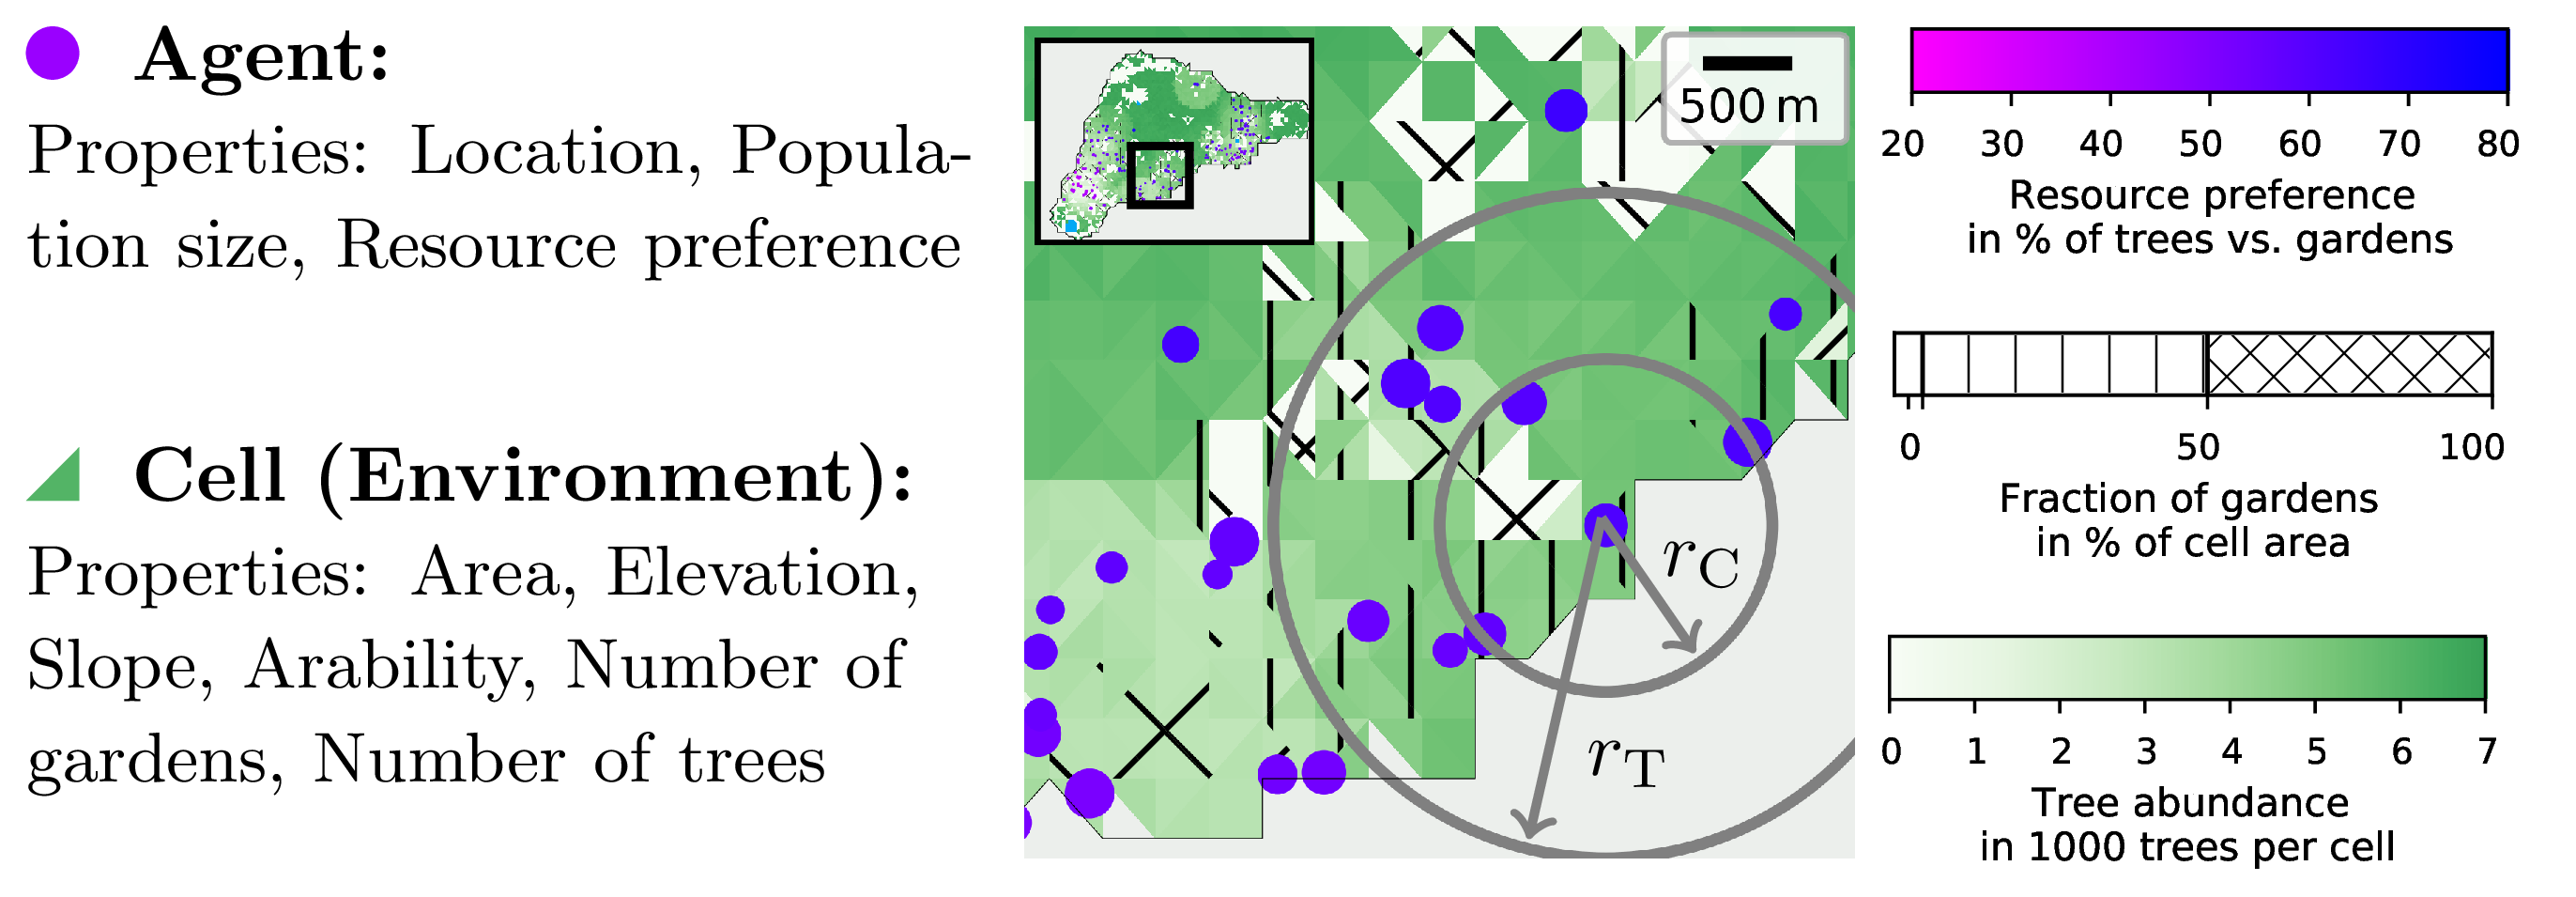 Agent:
Properties: Location, Popula-
tion size, Resource preference
Cell (Environment):
Properties: Area, Elevation,
Slope, Arability, Number of
gardens, Number of trees
500 m
r_C
r_T
20 30 40 50 60 70 80
Resource preference
in % of trees vs. gardens
0 50 100
Fraction of gardens
in % of cell area
0 1 2 3 4 5 6 7
Tree abundance
in 1000 trees per cell